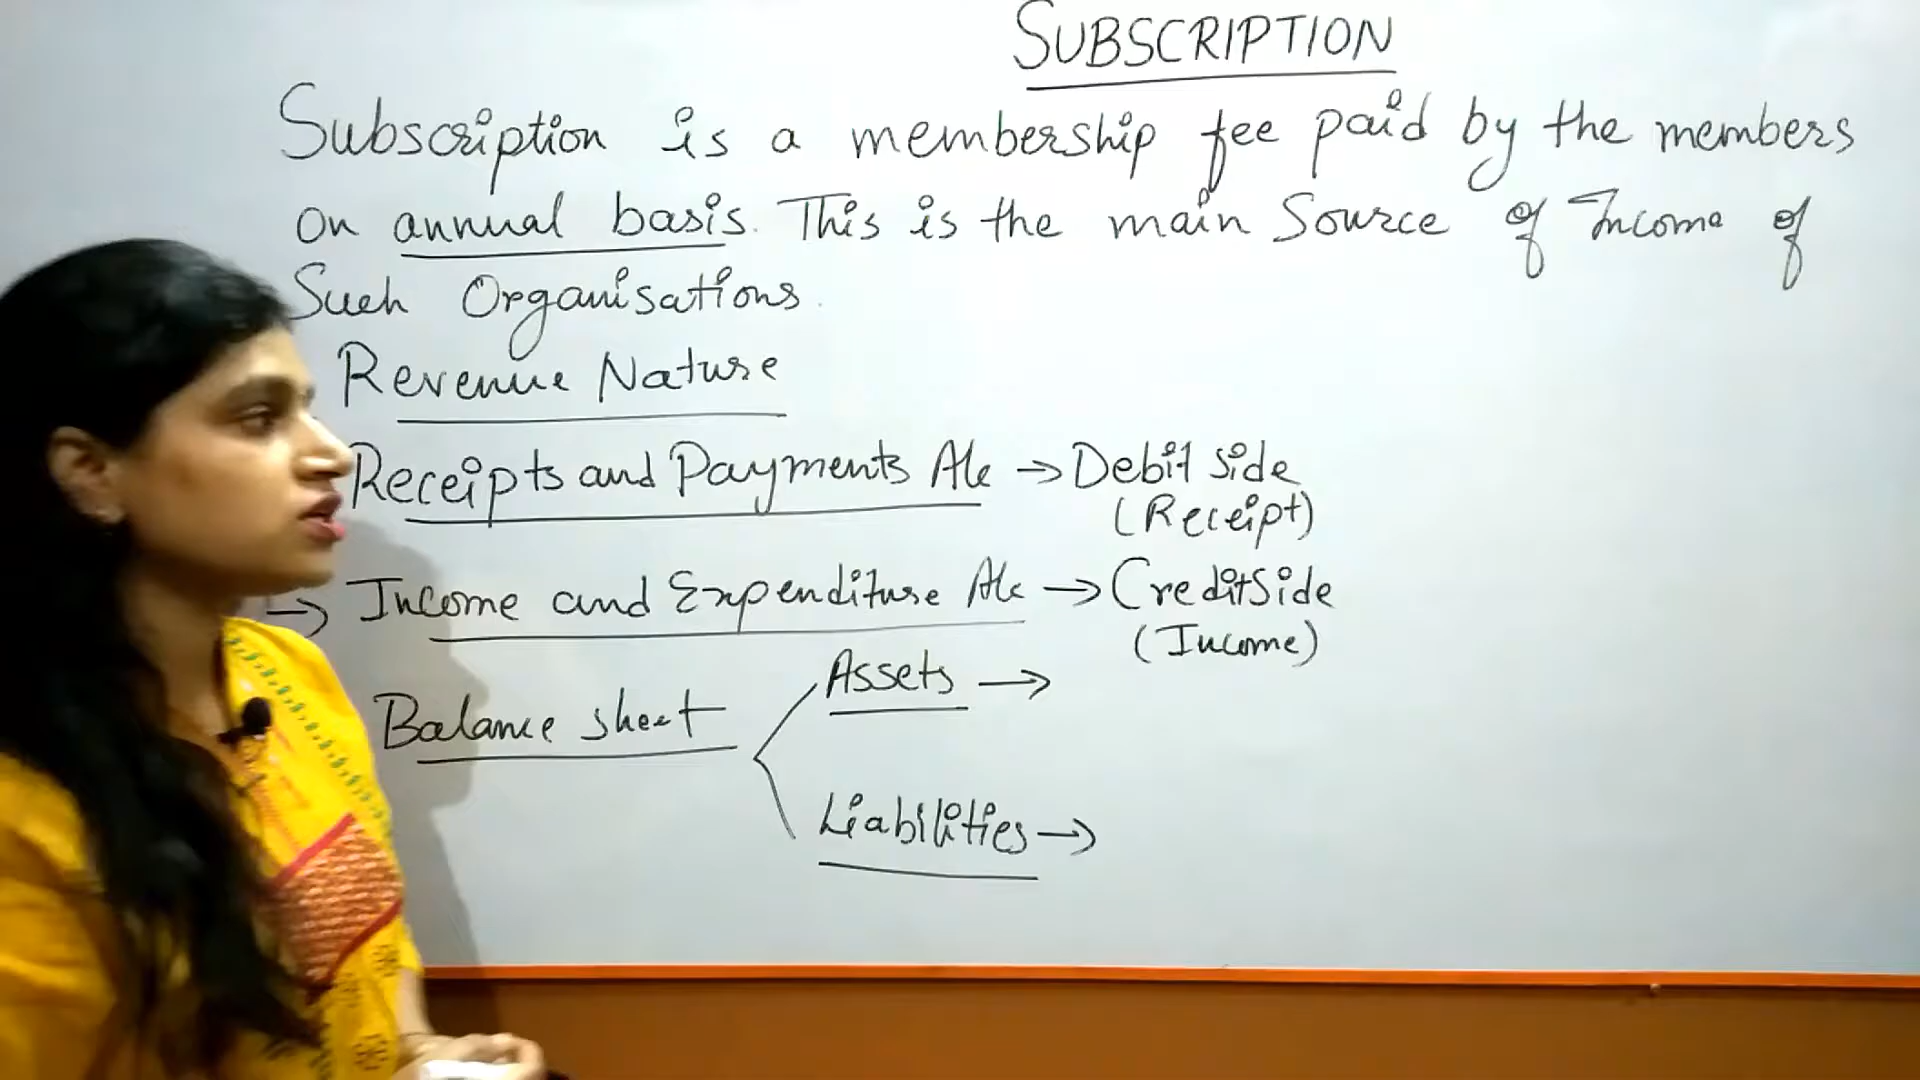 SUBSCRIPTION
Subscription is a membership fee paid by the members
on annual basis. This is the main Source of Income of
Such Organisations.
Revenue Nature
Receipts and Payments A/c → Debit side
(Receipt)
→ Income and Expenditure A/c → Credit Side
(Income)
Assets →
Balance sheet
Liabilities →